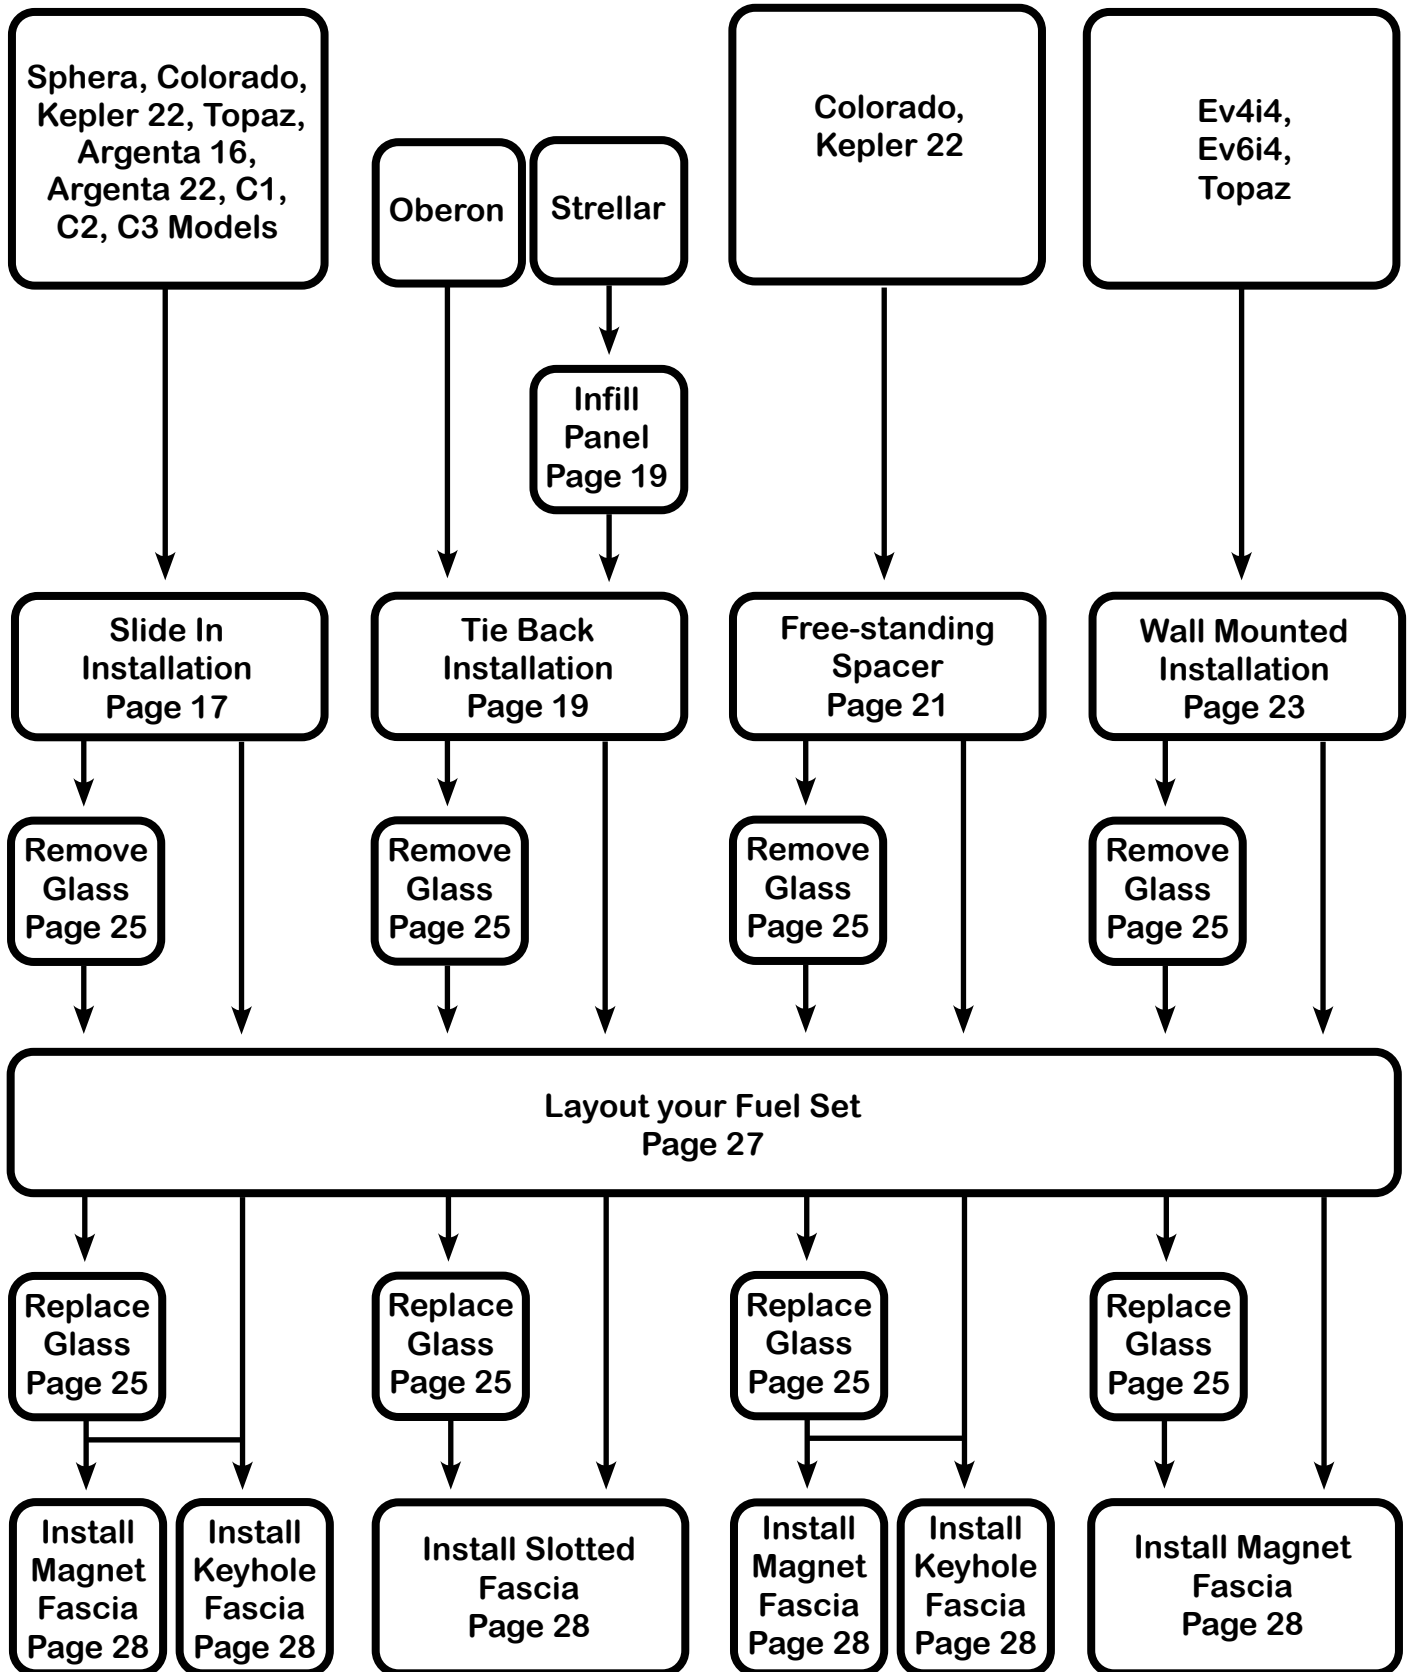 Sphera, Colorado,
Kepler 22, Topaz,
Argenta 16,
Argenta 22, C1,
C2, C3 Models
Oberon
Strellar
Colorado,
Kepler 22
Ev4i4,
Ev6i4,
Topaz
Infill
Panel
Page 19
Slide In
Installation
Page 17
Tie Back
Installation
Page 19
Free-standing
Spacer
Page 21
Wall Mounted
Installation
Page 23
Remove
Glass
Page 25
Remove
Glass
Page 25
Remove
Glass
Page 25
Remove
Glass
Page 25
Layout your Fuel Set
Page 27
Replace
Glass
Page 25
Replace
Glass
Page 25
Replace
Glass
Page 25
Replace
Glass
Page 25
Install
Magnet
Fascia
Page 28
Install
Keyhole
Fascia
Page 28
Install Slotted
Fascia
Page 28
Install
Magnet
Fascia
Page 28
Install
Keyhole
Fascia
Page 28
Install Magnet
Fascia
Page 28